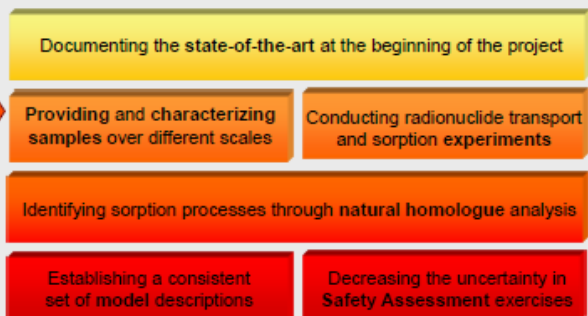 Documenting the state-of-the-art at the beginning of the project
Providing and characterizing
samples over different scales
Conducting radionuclide transport
and sorption experiments
Identifying sorption processes through natural homologue analysis
Establishing a consistent
set of model descriptions
Decreasing the uncertainty in
Safety Assessment exercises